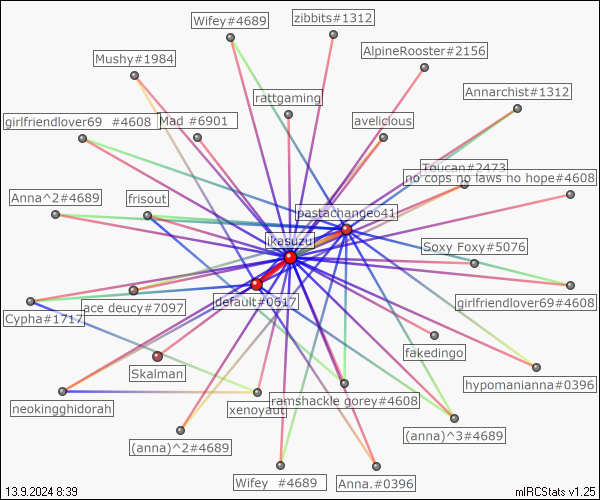 Wifey#4689
zibbits#1312
AlpineRooster#2156
Mushy#1984
Annarchist#1312
rattgaming
girlfriendlover69 #4608
Mad #6901
avelicious
Toucan#2473
no cops no laws no hope#4608
Anna^2#4689
frisout
pastachangeo41
ikasuzu
Soxy Foxy#5076
default#0617
girlfriendlover69#4608
ace deucy#7097
Cypha#1717
fakedingo
Skalman
hypomanianna#0396
ramshackle gorey#4608
neokingghidorah
xenoyaut
(anna)^3#4689
(anna)^2#4689
Wifey #4689
Anna.#0396
13.9.2024 8:39
mIRCStats v1.25